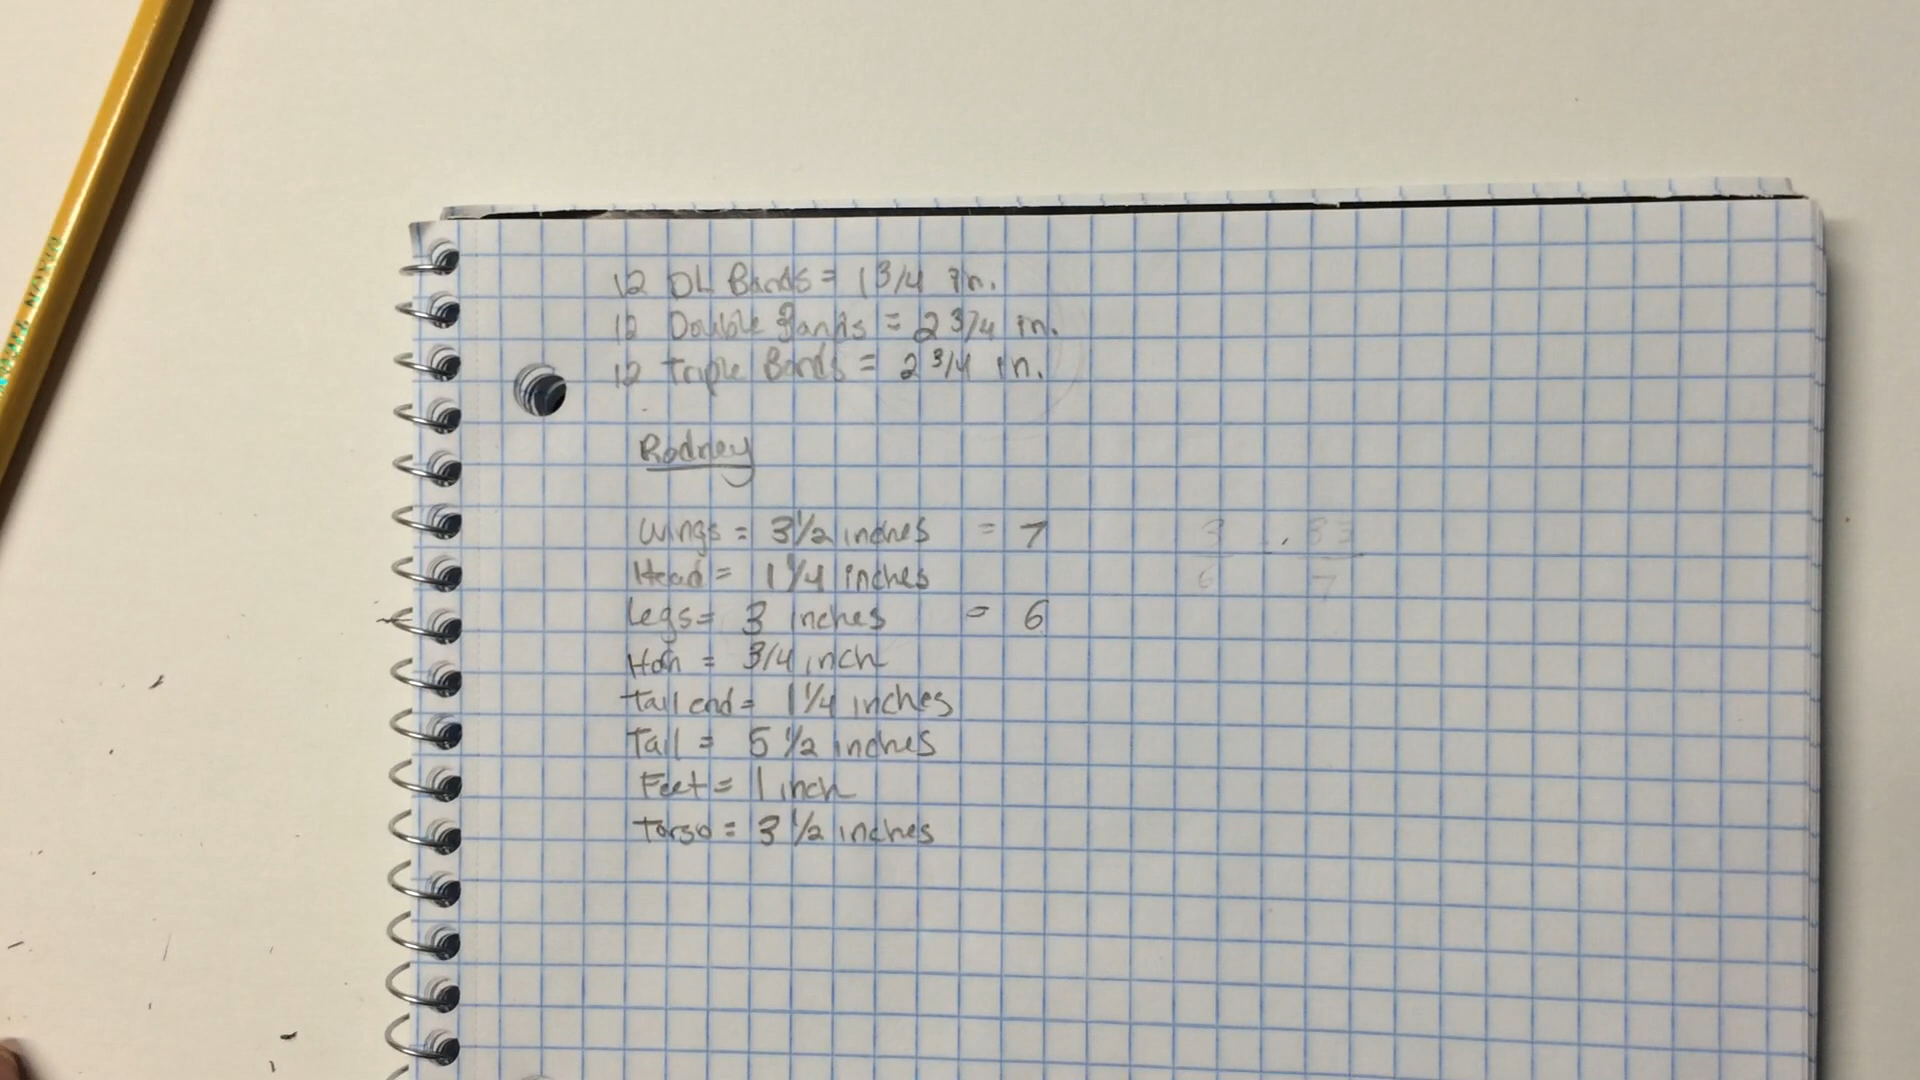 12 DL Bands = 1 3/4 in.
12 Double Bands = 2 3/4 in.
12 Triple Bands = 2 3/4 in.
Rodney
Wings = 3 1/2 inches = 7
Head = 1 1/4 inches
Legs = 3 inches = 6
= 3/4 inch
Tail end = 1 1/4 inches
Tail = 5 1/2 inches
Feet = 1 inch
Torso = 3 1/2 inches